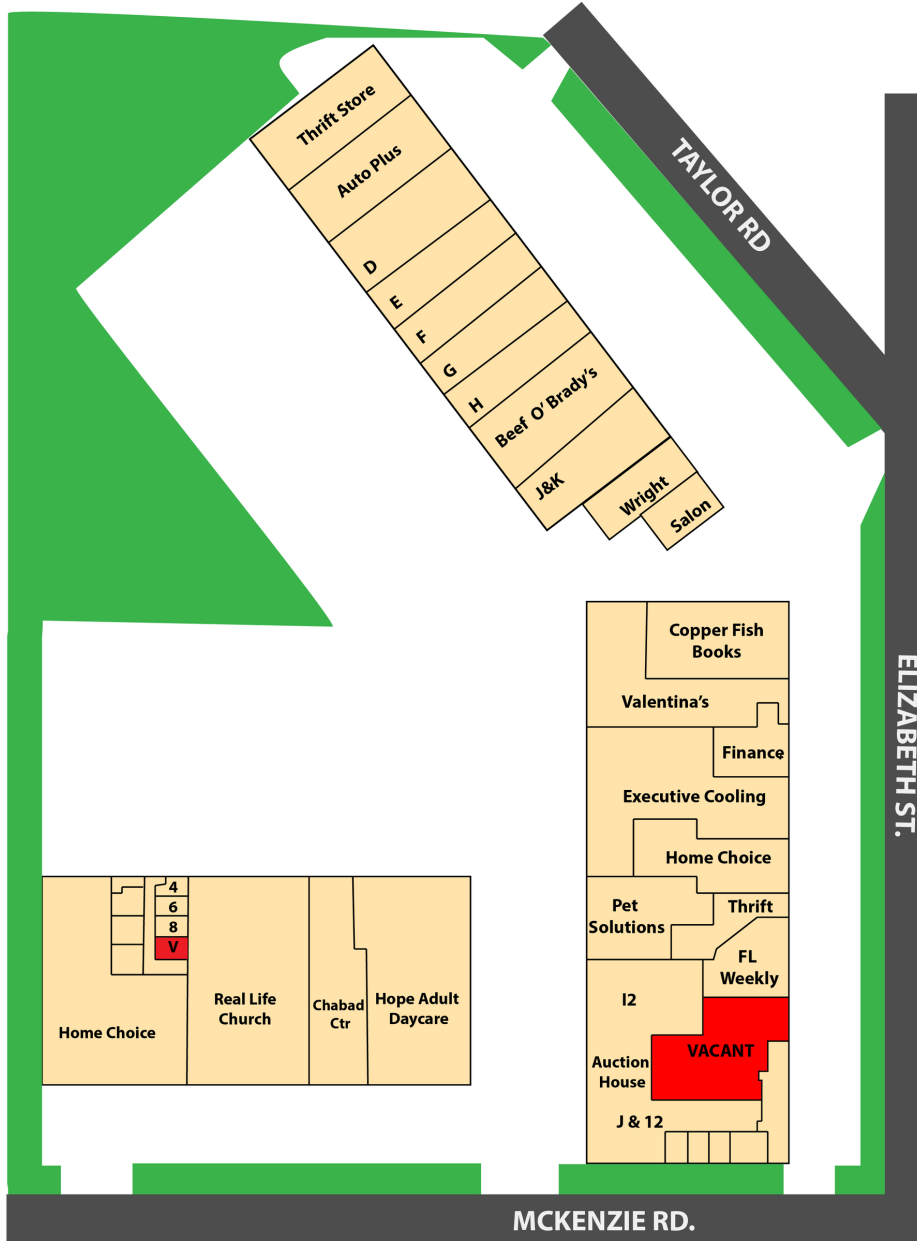 Thrift Store
Auto Plus
D
E
F
G
H
Beef O' Brady's
J&K
Wright
Salon
TAYLOR RD
ELIZABETH ST.
Copper Fish
Books
Valentina's
Finance
Executive Cooling
Home Choice
Pet
Solutions
Thrift
FL
Weekly
I2
VACANT
Auction
House
J & 12
4
6
8
V
Home Choice
Real Life
Church
Chabad
Ctr
Hope Adult
Daycare
MCKENZIE RD.